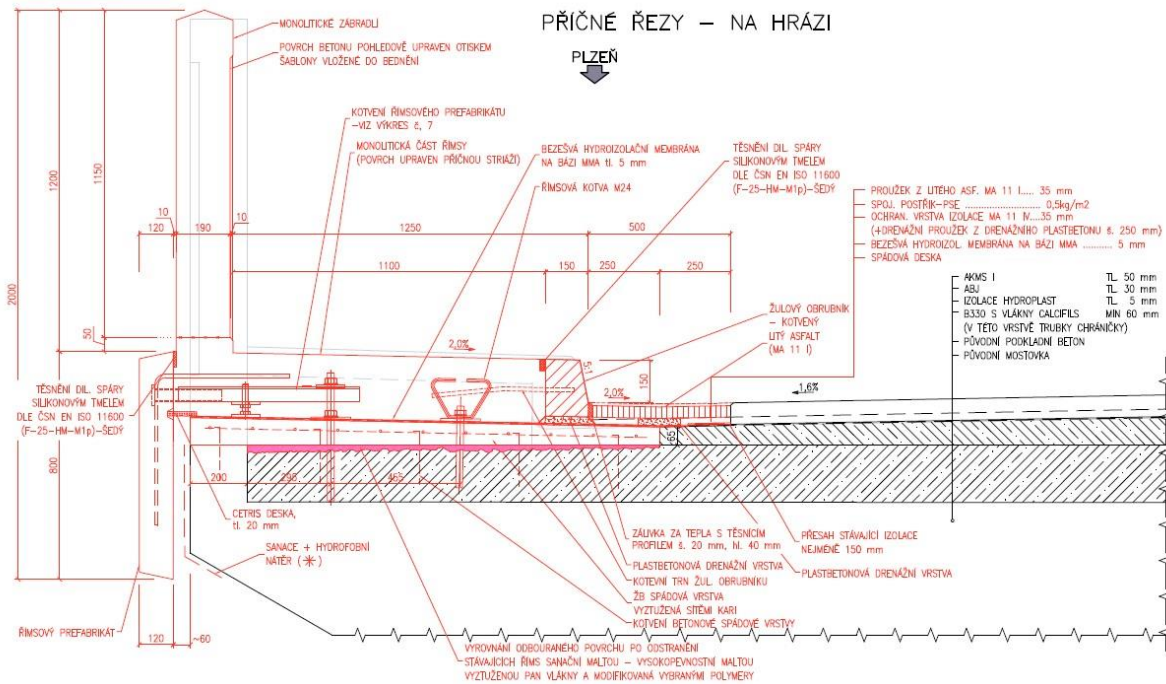 PŘÍČNÉ ŘEZY – NA HRÁZI
PLZEŇ
MONOLITICKÉ ZÁBRADLÍ
POVRCH BETONU POHLEDOVĚ UPRAVEN OTISKEM
ŠABLONY VLOŽENÉ DO BEDNĚNÍ
KOTVENÍ ŘÍMSOVÉHO PREFABRIKÁTU
-VIZ VÝKRES č. 7
MONOLITICKÁ ČÁST ŘÍMSY
(POVRCH UPRAVEN PŘÍČNOU STRIÁŽÍ)
BEZEŠVÁ HYDROIZOLAČNÍ MEMBRÁNA
NA BÁZI MMA tl. 5 mm
ŘÍMSOVÁ KOTVA M24
TĚSNĚNÍ DIL. SPÁRY
SILIKONOVÝM TMELEM
DLE ČSN EN ISO 11600
(F-25-HM-M1p)-ŠEDÝ
PROUŽEK Z LITÉHO ASF. MA 11 I..... 35 mm
SPOJ. POSTŘIK-PSE ........................ 0,5kg/m2
OCHRAN. VRSTVA IZOLACE MA 11 IV....35 mm
(+DRENÁŽNÍ PROUŽEK Z DRENÁŽNÍHO PLASTBETONU š. 250 mm)
BEZEŠVÁ HYDROIZOL. MEMBRÁNA NA BÁZI MMA ......... 5 mm
SPÁDOVÁ DESKA
AKMS I TL. 50 mm
ABJ TL. 30 mm
IZOLACE HYDROPLAST TL. 5 mm
B330 S VLÁKNY CALCIFILS MIN 60 mm
(V TÉTO VRSTVĚ TRUBKY CHRÁNIČKY)
PŮVODNÍ PODKLADNÍ BETON
PŮVODNÍ MOSTOVKA
2000
1200
1150
50
800
10
10
120
190
1250
500
1100
150
250
250
2,0%
5:1
150
2,0%
1,6%
65
ŽULOVÝ OBRUBNÍK
- KOTVENÝ
LITÝ ASFALT
(MA 11 I)
TĚSNĚNÍ DIL. SPÁRY
SILIKONOVÝM TMELEM
DLE ČSN EN ISO 11600
(F-25-HM-M1p)-ŠEDÝ
200
295
465
CETRIS DESKA,
tl. 20 mm
SANACE + HYDROFOBNÍ
NÁTĚR (*)
ŘÍMSOVÝ PREFABRIKÁT
120
~60
ZÁLIVKA ZA TEPLA S TĚSNÍCÍM
PROFILEM š. 20 mm, hl. 40 mm
PLASTBETONOVÁ DRENÁŽNÍ VRSTVA
KOTEVNÍ TRN ŽUL. OBRUBNÍKU
ŽB SPÁDOVÁ VRSTVA
VYZTUŽENÁ SÍTĚMI KARI
KOTVENÍ BETONOVÉ SPÁDOVÉ VRSTVY
PŘESAH STÁVAJÍCÍ IZOLACE
NEJMÉNĚ 150 mm
PLASTBETONOVÁ DRENÁŽNÍ VRSTVA
VYROVNÁNÍ ODBOURANÉHO POVRCHU PO ODSTRANĚNÍ
STÁVAJÍCÍCH ŘÍMS SANAČNÍ MALTOU – VYSOKOPEVNOSTNÍ MALTOU
VYZTUŽENOU PAN VLÁKNY A MODIFIKOVANÁ VYBRANÝMI POLYMERY